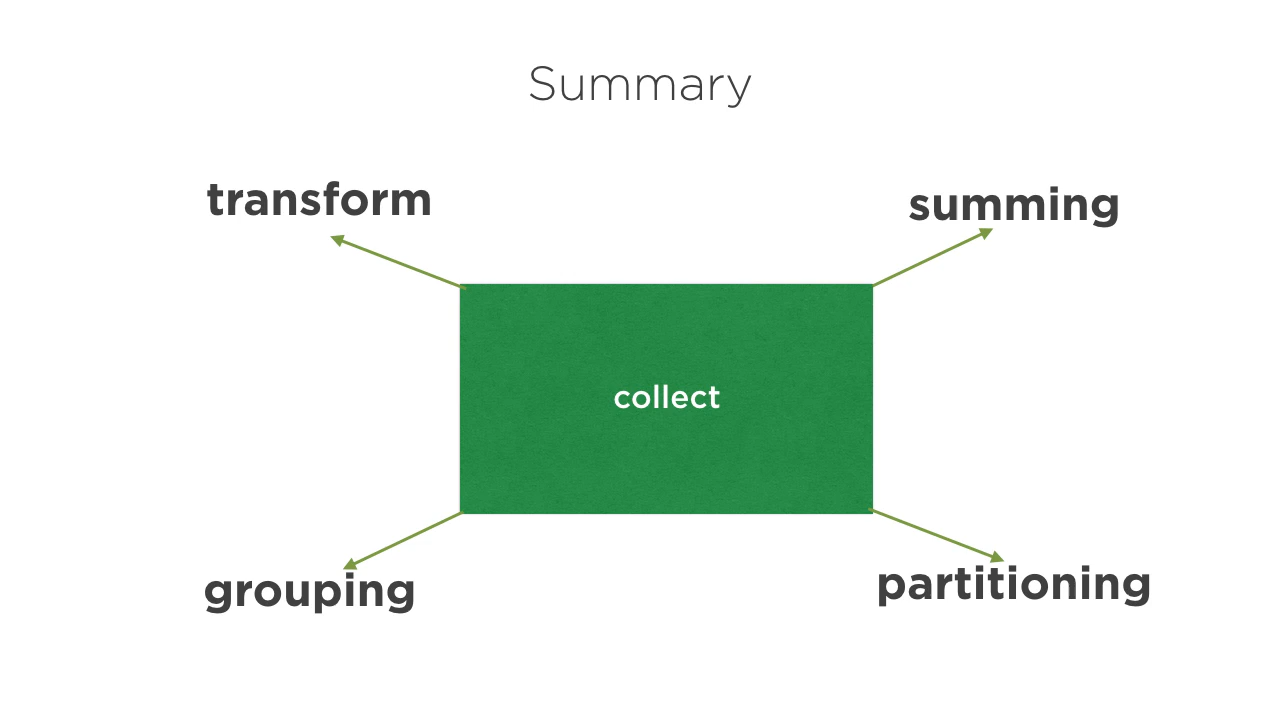 Summary
transform
summing
collect
grouping
partitioning